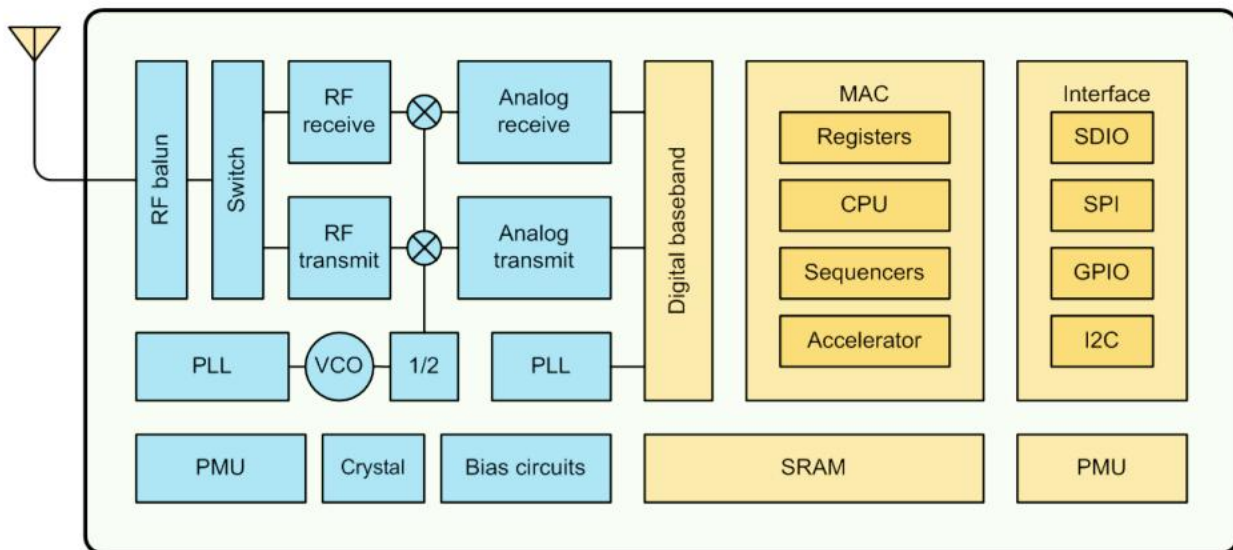 RF balun
Switch
RF
receive
Analog
receive
RF
transmit
Analog
transmit
PLL
VCO
1/2
PLL
Digital baseband
MAC
Registers
CPU
Sequencers
Accelerator
Interface
SDIO
SPI
GPIO
I2C
PMU
Crystal
Bias circuits
SRAM
PMU